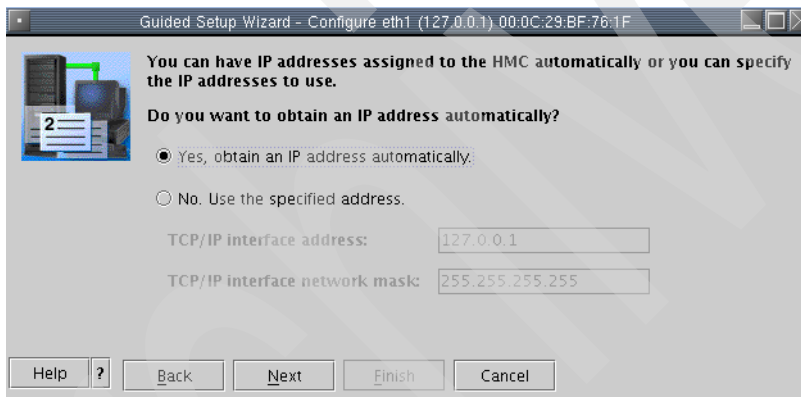 Guided Setup Wizard - Configure eth1 (127.0.0.1) 00:0C:29:BF:76:1F
You can have IP addresses assigned to the HMC automatically or you can specify
the IP addresses to use.
Do you want to obtain an IP address automatically?
2
Yes, obtain an IP address automatically.
No. Use the specified address.
TCP/IP interface address: 127.0.0.1
TCP/IP interface network mask: 255.255.255.255
Help ? Back Next Finish Cancel